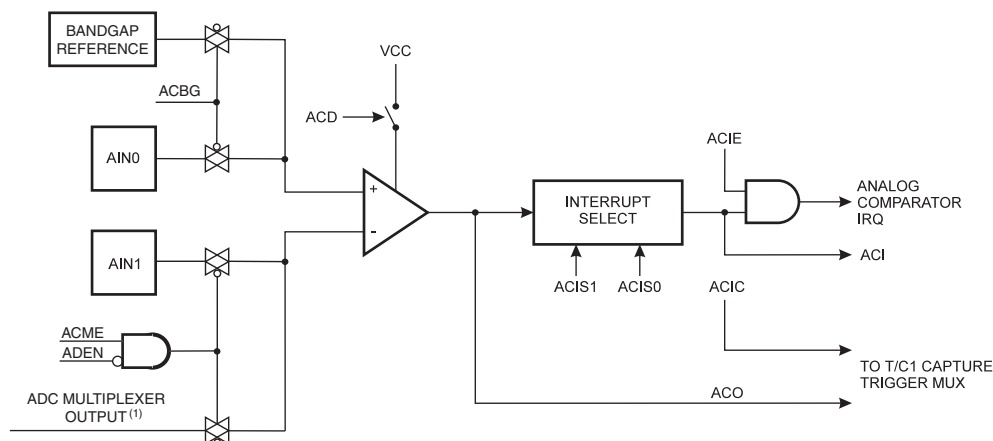 BANDGAP
REFERENCE
ACBG
AIN0
VCC
ACD
+
-
AIN1
ACME
ADEN
ADC MULTIPLEXER
OUTPUT (1)
INTERRUPT
SELECT
ACIS1 ACIS0
ACIE
ANALOG
COMPARATOR
IRQ
ACI
ACIC
TO T/C1 CAPTURE
TRIGGER MUX
ACO